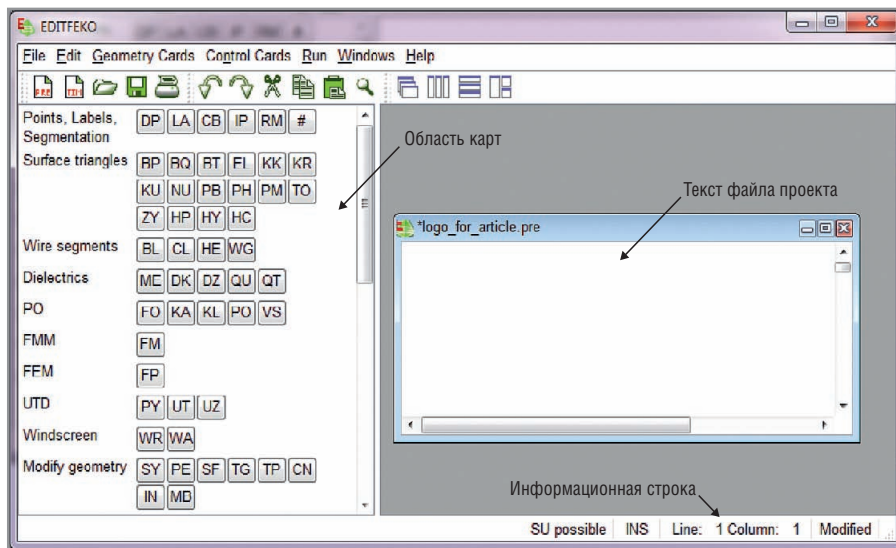 EDITFEKO
File Edit Geometry Cards Control Cards Run Windows Help
PRE TIM
Points, Labels, Segmentation DP LA CB IP RM #
Surface triangles BP BQ BT EL KK KR
KU NU PB PH PM TO
ZY HP HY HC
Wire segments BL CL HE WG
Dielectrics ME DK DZ QU QT
PO FO KA KL PO VS
FMM FM
FEM FP
UTD PY UT UZ
Windscreen WR WA
Modify geometry SY PE SF TG TP CN
IN MD
Область карт
Текст файла проекта
*logo_for_article.pre
Информационная строка
SU possible INS Line: 1 Column: 1 Modified